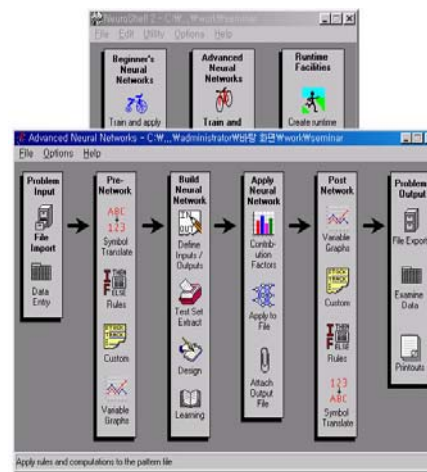 NeuroShell 2 - C:₩...₩work₩seminar
File Edit Utility Options Help
Beginner's
Neural
Networks
Train and apply
Advanced
Neural
Networks
Train and
Runtime
Facilities
Create runtime
Advanced Neural Networks - C:₩...₩administrator₩바탕 화면₩work₩seminar
File Options Help
Problem
Input
File
Import
Data
Entry
Pre-
Network
ABC
123
Symbol
Translate
IF THEN ELSE
Rules
Custom
Variable
Graphs
Build
Neural
Network
IN
OUT
Define
Inputs /
Outputs
Test Set
Extract
Design
Learning
Apply
Neural
Network
Contrib-
ution
Factors
Apply to
File
Attach
Output
File
Post
Network
Variable
Graphs
Custom
IF THEN ELSE
Rules
123
ABC
Symbol
Translate
Problem
Output
File Export
Examine
Data
Printouts
Apply rules and computations to the pattern file